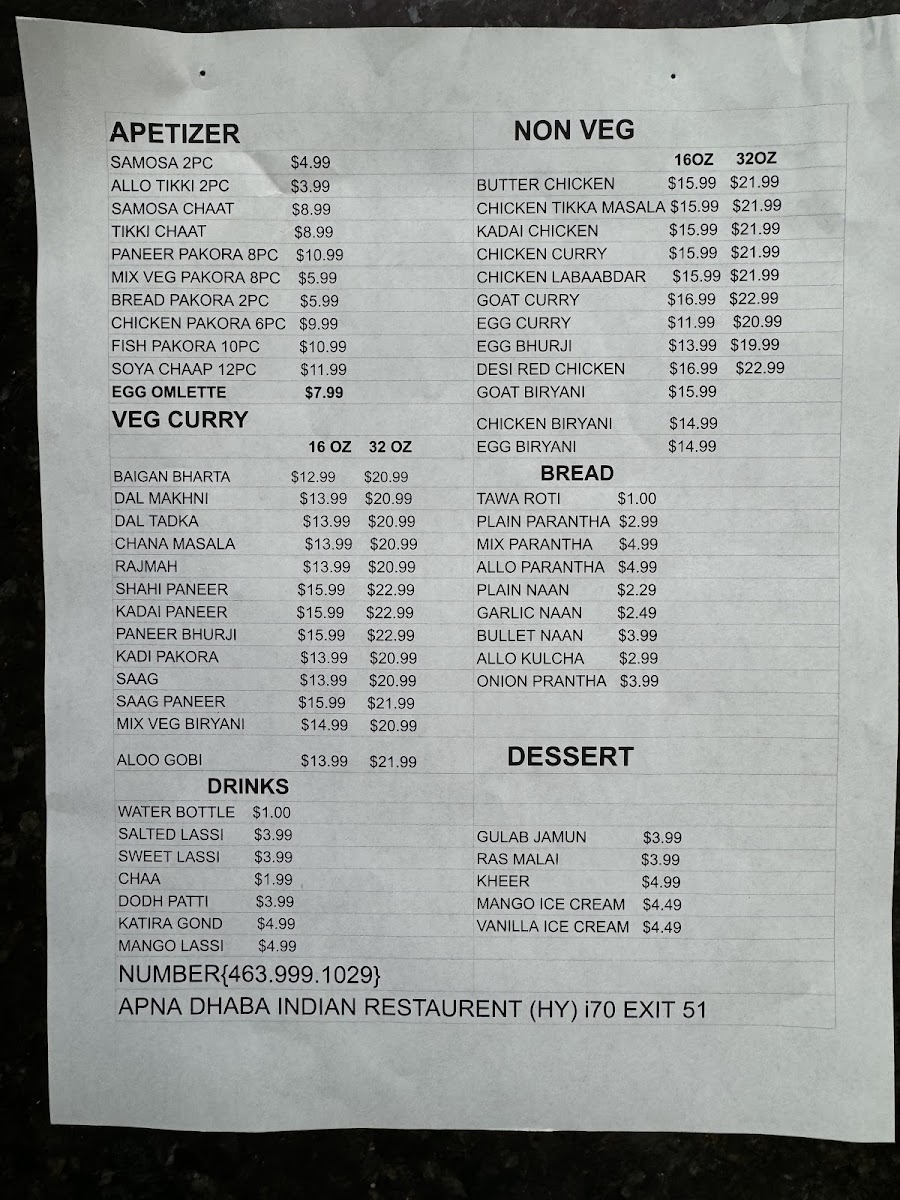 APETIZER
SAMOSA 2PC $4.99
ALLO TIKKI 2PC $3.99
SAMOSA CHAAT $8.99
TIKKI CHAAT $8.99
PANEER PAKORA 8PC $10.99
MIX VEG PAKORA 8PC $5.99
BREAD PAKORA 2PC $5.99
CHICKEN PAKORA 6PC $9.99
FISH PAKORA 10PC $10.99
SOYA CHAAP 12PC $11.99
EGG OMLETTE $7.99
VEG CURRY
16 OZ 32 OZ
BAIGAN BHARTA $12.99 $20.99
DAL MAKHNI $13.99 $20.99
DAL TADKA $13.99 $20.99
CHANA MASALA $13.99 $20.99
RAJMAH $13.99 $20.99
SHAHI PANEER $15.99 $22.99
KADAI PANEER $15.99 $22.99
PANEER BHURJI $15.99 $22.99
KADI PAKORA $13.99 $20.99
SAAG $13.99 $20.99
SAAG PANEER $15.99 $21.99
MIX VEG BIRYANI $14.99 $20.99
ALOO GOBI $13.99 $21.99
DRINKS
WATER BOTTLE $1.00
SALTED LASSI $3.99
SWEET LASSI $3.99
CHAA $1.99
DODH PATTI $3.99
KATIRA GOND $4.99
MANGO LASSI $4.99
NON VEG
16OZ 32OZ
BUTTER CHICKEN $15.99 $21.99
CHICKEN TIKKA MASALA $15.99 $21.99
KADAI CHICKEN $15.99 $21.99
CHICKEN CURRY $15.99 $21.99
CHICKEN LABAABDAR $15.99 $21.99
GOAT CURRY $16.99 $22.99
EGG CURRY $11.99 $20.99
EGG BHURJI $13.99 $19.99
DESI RED CHICKEN $16.99 $22.99
GOAT BIRYANI $15.99
CHICKEN BIRYANI $14.99
EGG BIRYANI $14.99
BREAD
TAWA ROTI $1.00
PLAIN PARANTHA $2.99
MIX PARANTHA $4.99
ALLO PARANTHA $4.99
PLAIN NAAN $2.29
GARLIC NAAN $2.49
BULLET NAAN $3.99
ALLO KULCHA $2.99
ONION PRANTHA $3.99
DESSERT
GULAB JAMUN $3.99
RAS MALAI $3.99
KHEER $4.99
MANGO ICE CREAM $4.49
VANILLA ICE CREAM $4.49
NUMBER{463.999.1029}
APNA DHABA INDIAN RESTAURENT (HY) i70 EXIT 51